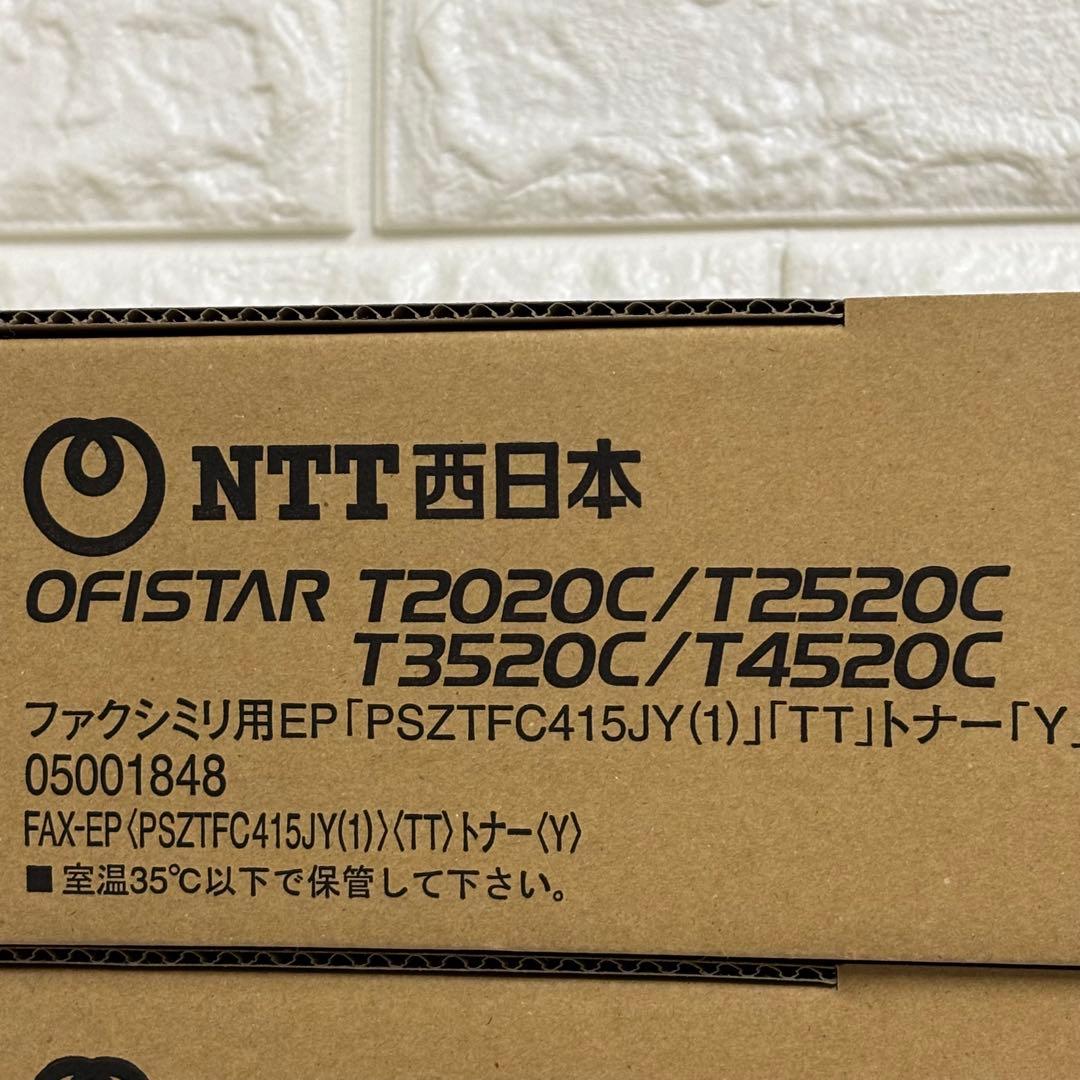 NTT西日本
OFISTAR T2020C/T2520C
T3520C/T4520C
ファクシミリ用EP「PSZTFC415JY(1)」「TT」トナー「Y」
05001848
FAX-EP〈PSZTFC415JY(1)〉〈TT〉トナー〈Y〉
■ 室温35℃以下で保管して下さい。